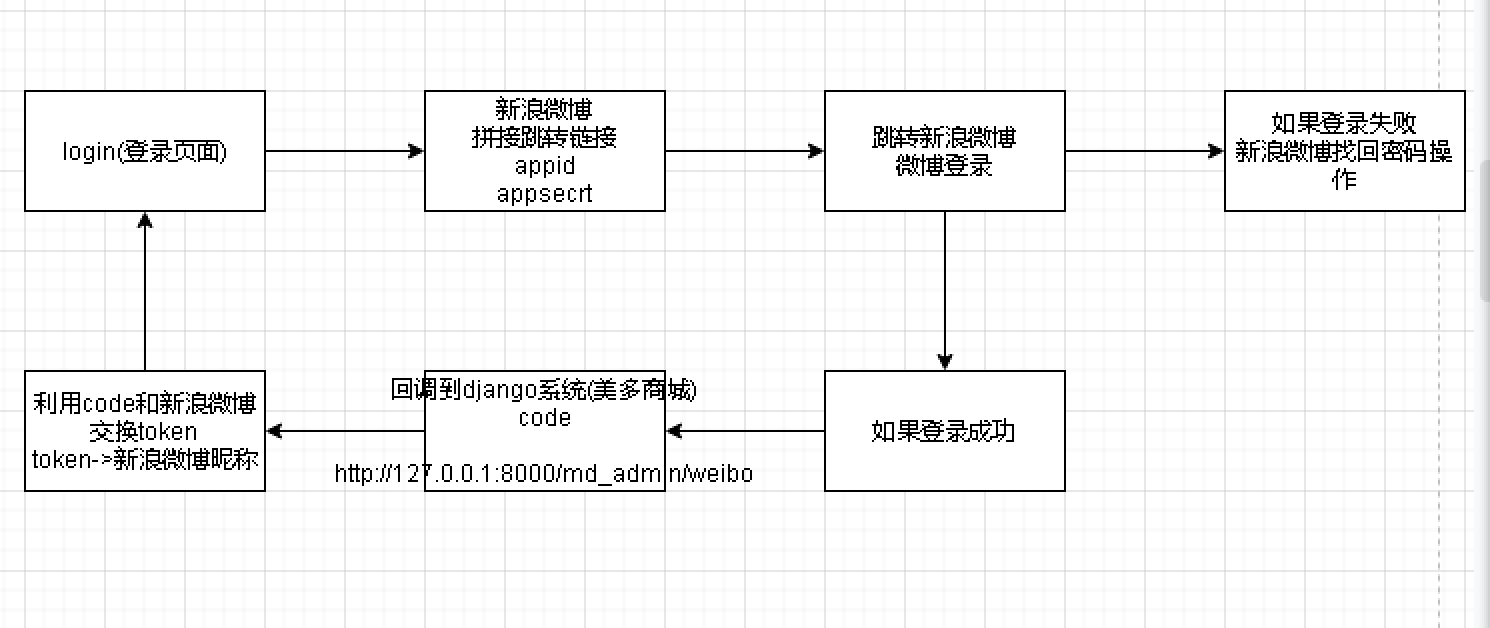 login(登录页面)
新浪微博
拼接跳转链接
appid
appsecrt
跳转新浪微博
微博登录
如果登录失败
新浪微博找回密码操
作
利用code和新浪微博
交换token
token->新浪微博昵称
回调到django系统(美多商城)
code
http://127.0.0.1:8000/md_admin/weibo
如果登录成功